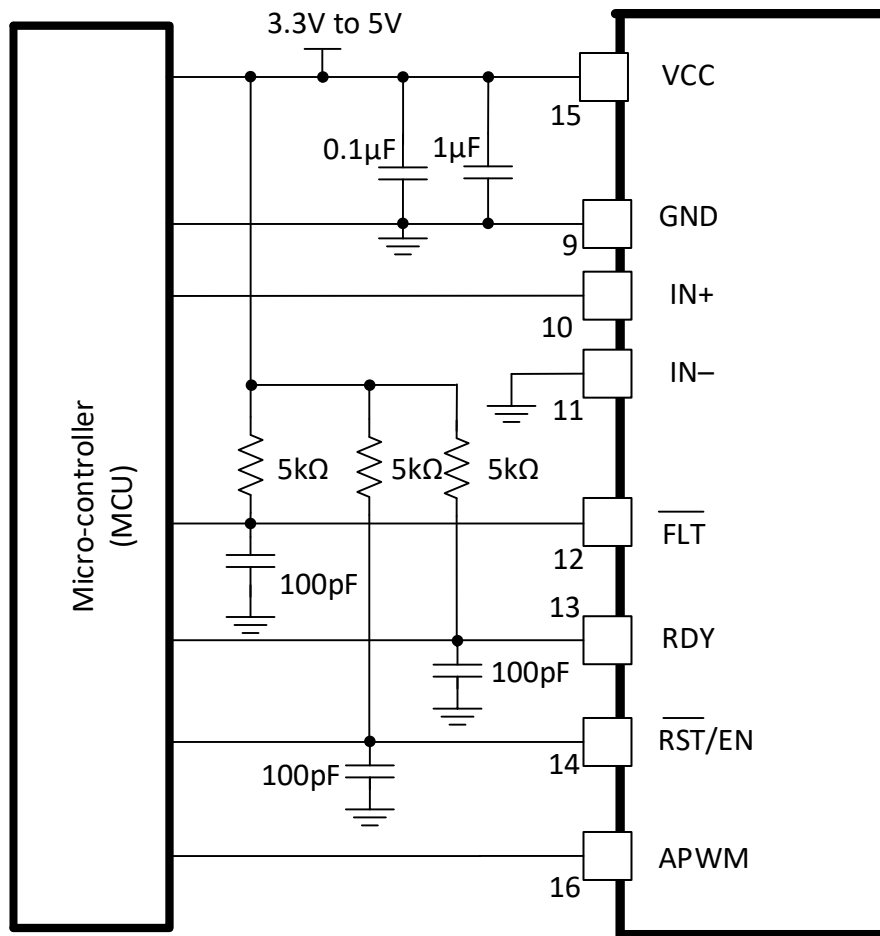 3.3V to 5V
VCC
15
0.1µF
1µF
GND
9
IN+
10
IN–
11
Micro-controller
(MCU)
5kΩ
5kΩ
5kΩ
FLT
12
100pF
13
RDY
100pF
RST/EN
14
100pF
APWM
16